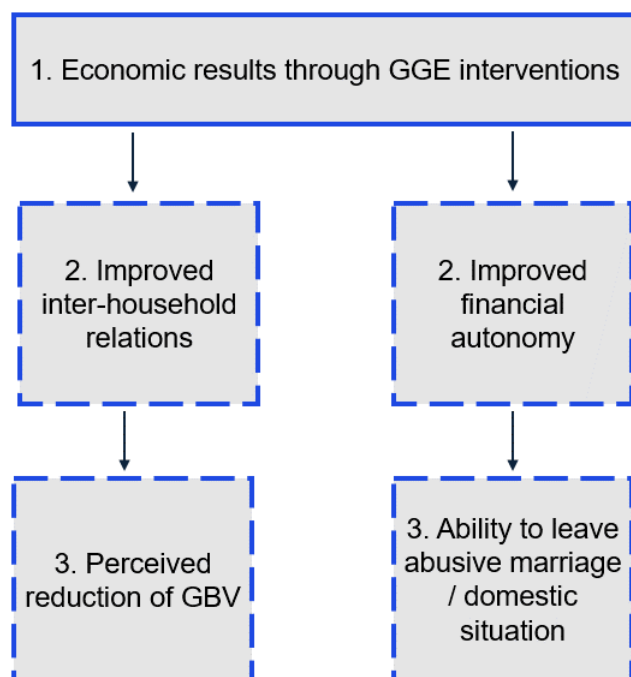 1. Economic results through GGE interventions
2. Improved
inter-household
relations
2. Improved
financial
autonomy
3. Perceived
reduction of GBV
3. Ability to leave
abusive marriage
/ domestic
situation